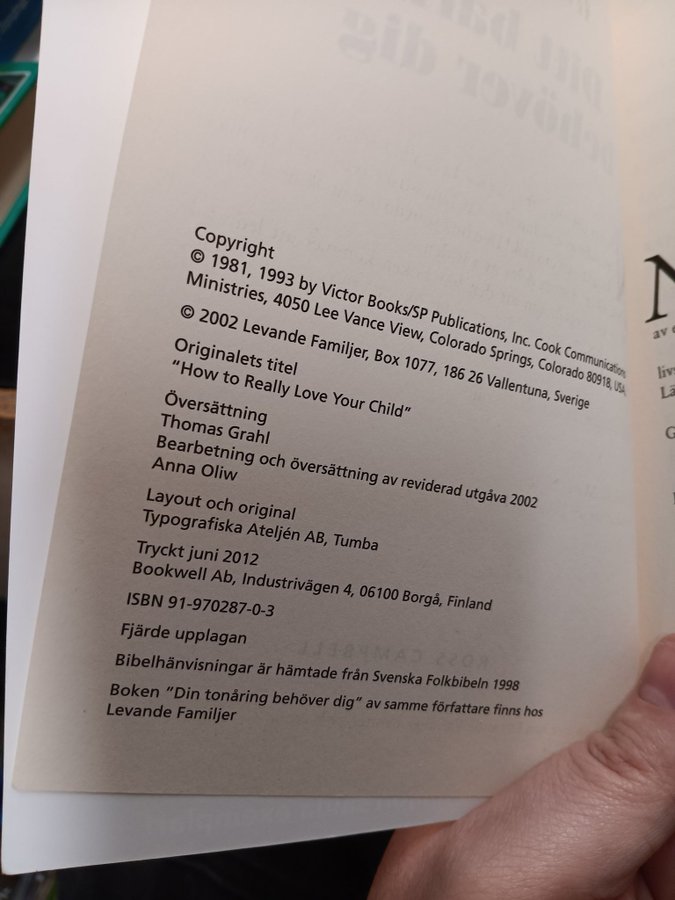 Copyright
© 1981, 1993 by Victor Books/SP Publications, Inc. Cook Communications
Ministries, 4050 Lee Vance View, Colorado Springs, Colorado 80918, USA
© 2002 Levande Familjer, Box 1077, 186 26 Vallentuna, Sverige
Originalets titel
"How to Really Love Your Child"
Översättning
Thomas Grahl
Bearbetning och översättning av reviderad utgåva 2002
Anna Oliw
Layout och original
Typografiska Ateljén AB, Tumba
Tryckt juni 2012
Bookwell Ab, Industrivägen 4, 06100 Borgå, Finland
ISBN 91-970287-0-3
Fjärde upplagan
Bibelhänvisningar är hämtade från Svenska Folkbibeln 1998
Boken "Din tonåring behöver dig" av samme författare finns hos
Levande Familjer